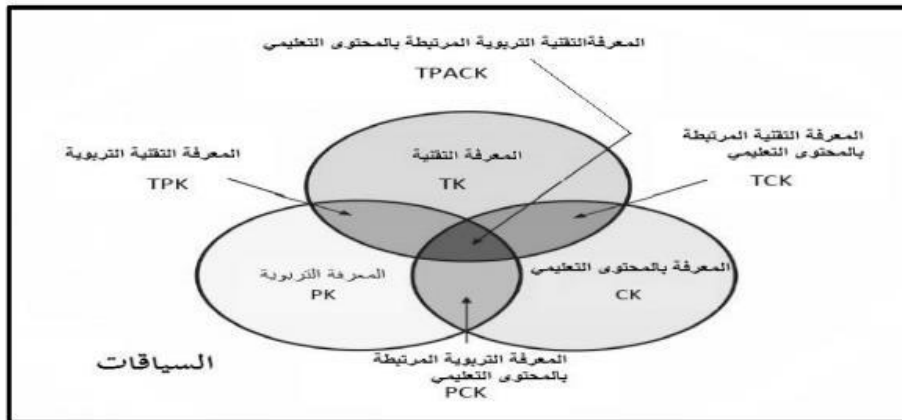 المعرفةالتقنية التربوية المرتبطة بالمحتوى التعليمي
TPACK
المعرفة التقنية المرتبطة
بالمحتوى التعليمي
TCK
المعرفة التقنية التربوية
TPK
المعرفة التقنية
TK
المعرفة بالمحتوى التعليمي
CK
المعرفة التربوية
PK
المعرفة التربوية المرتبطة
بالمحتوى التعليمي
PCK
السياقات